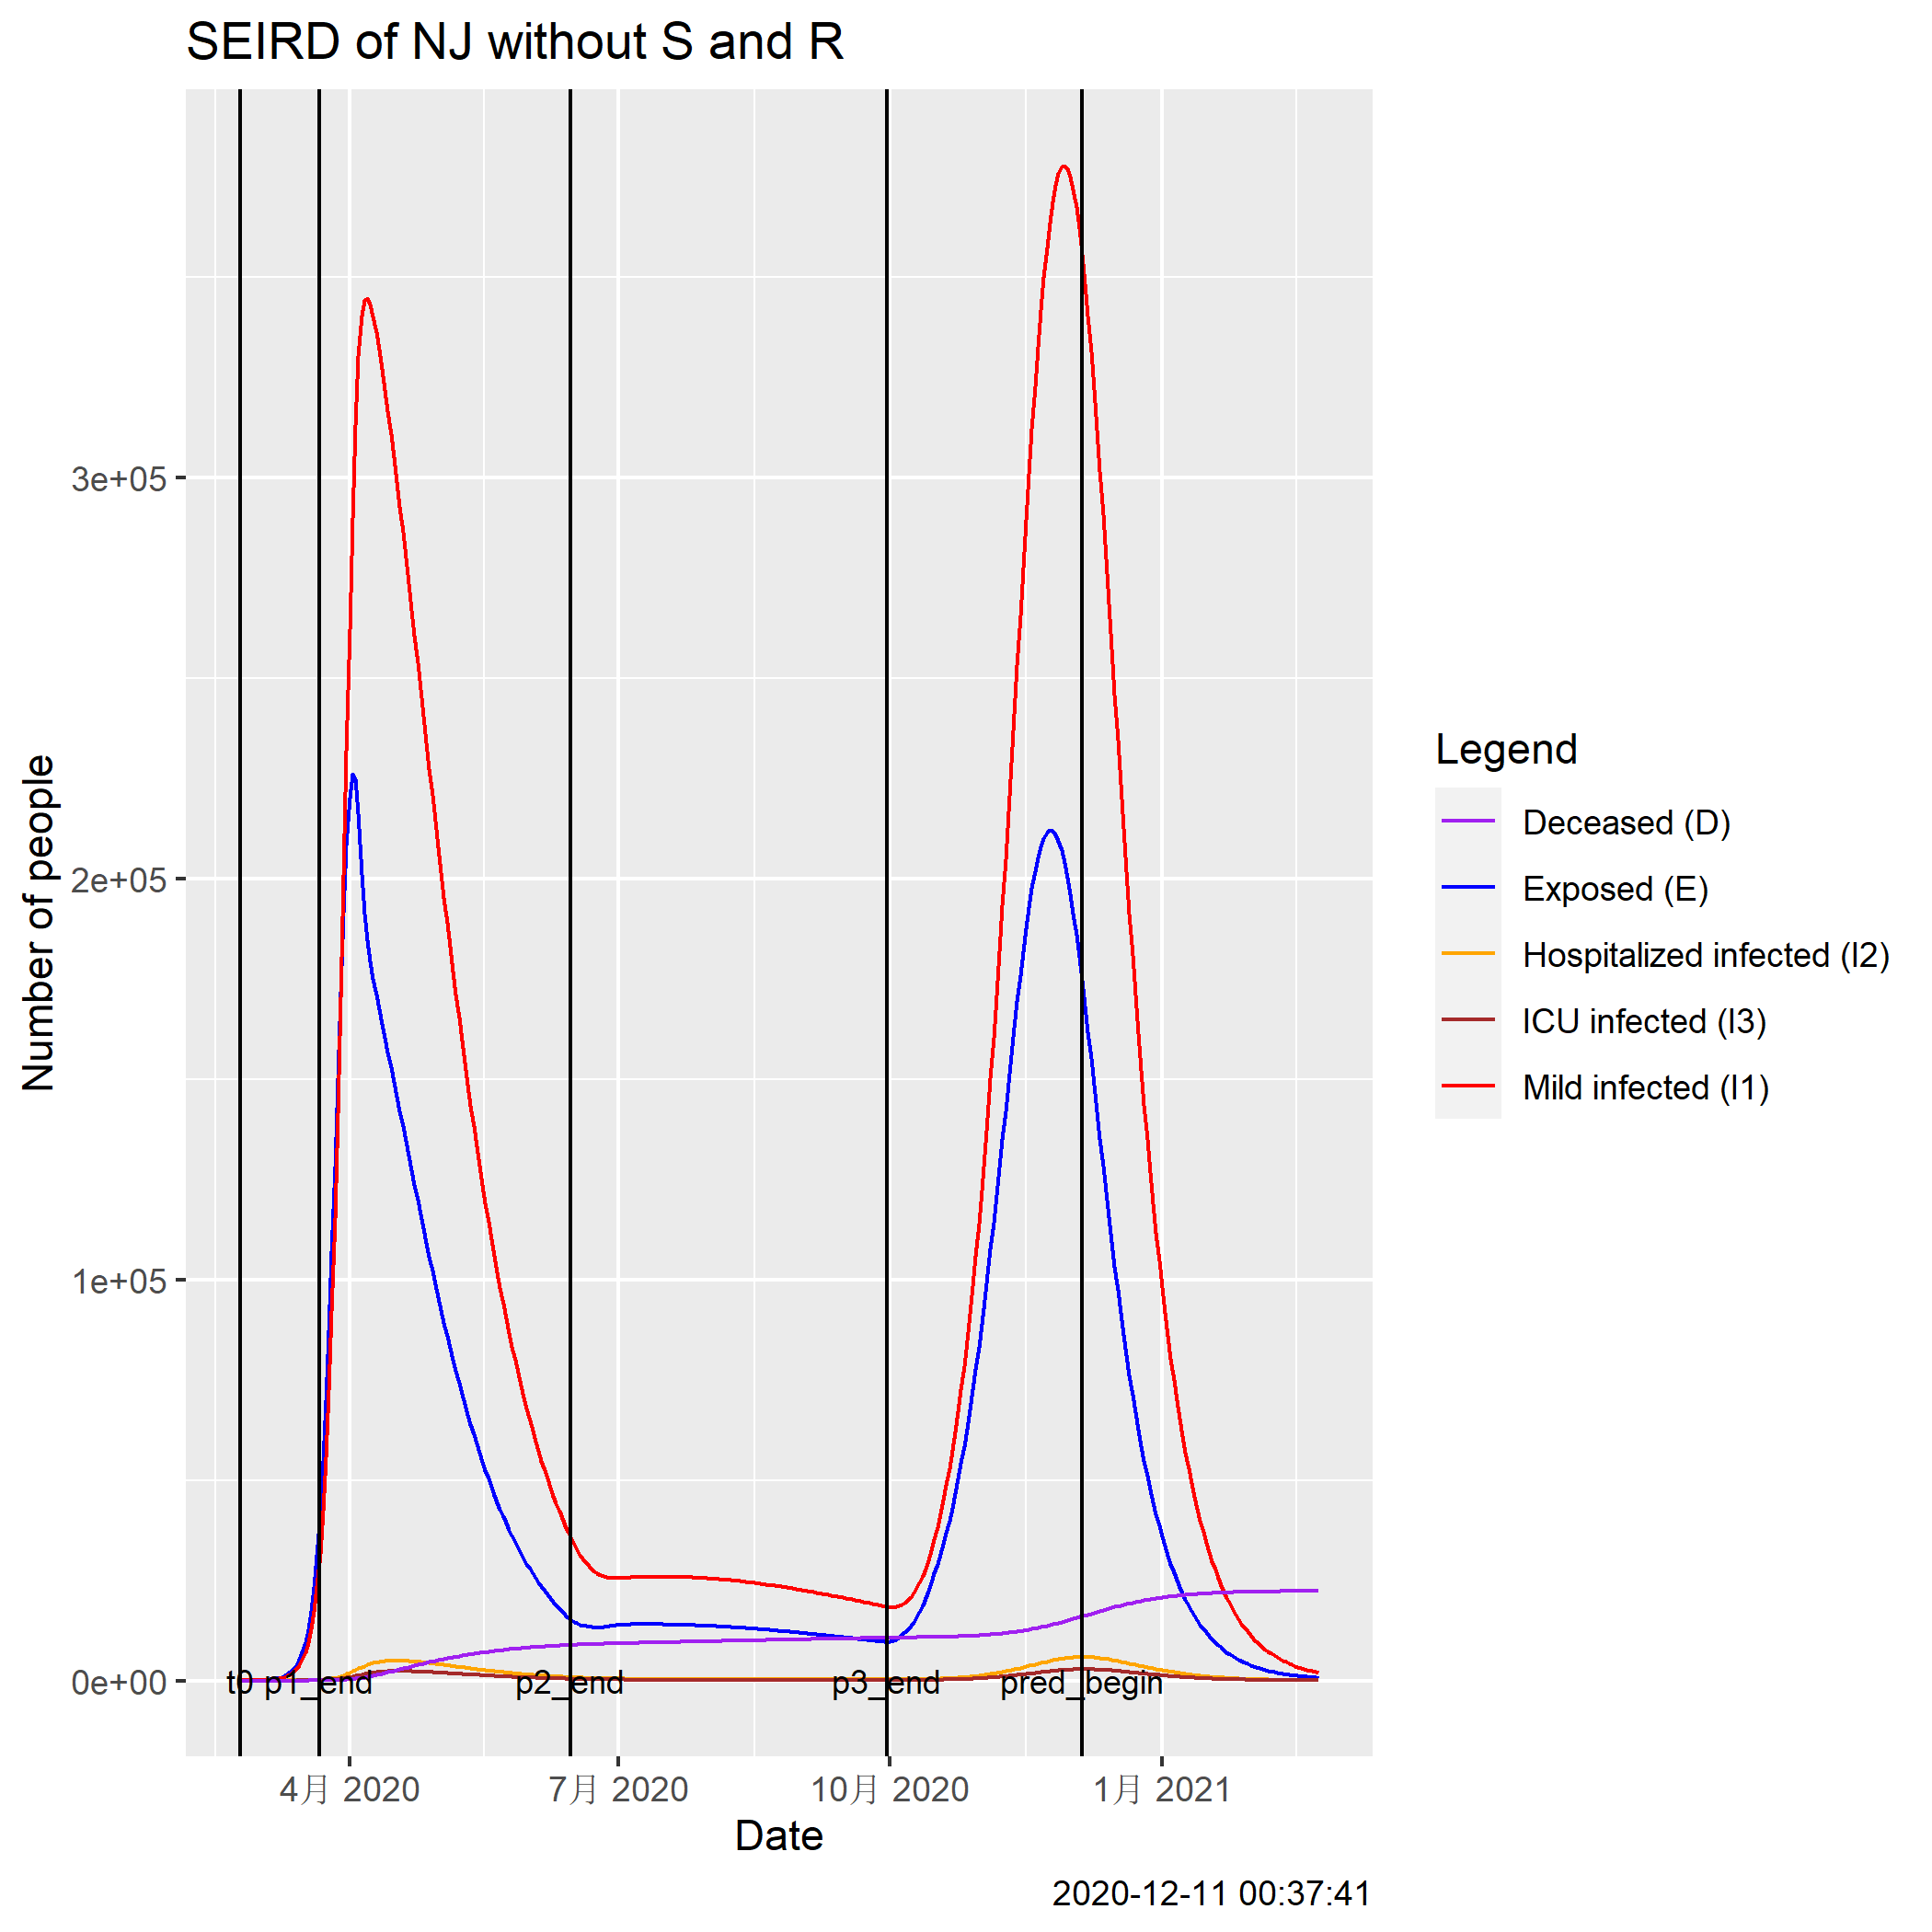 SEIRD of NJ without S and R
Number of people
3e+05
2e+05
1e+05
0e+00
t0 p1_end p2_end p3_end pred_begin
4月 2020 7月 2020 10月 2020 1月 2021
Date
2020-12-11 00:37:41
Legend
Deceased (D)
Exposed (E)
Hospitalized infected (I2)
ICU infected (I3)
Mild infected (I1)